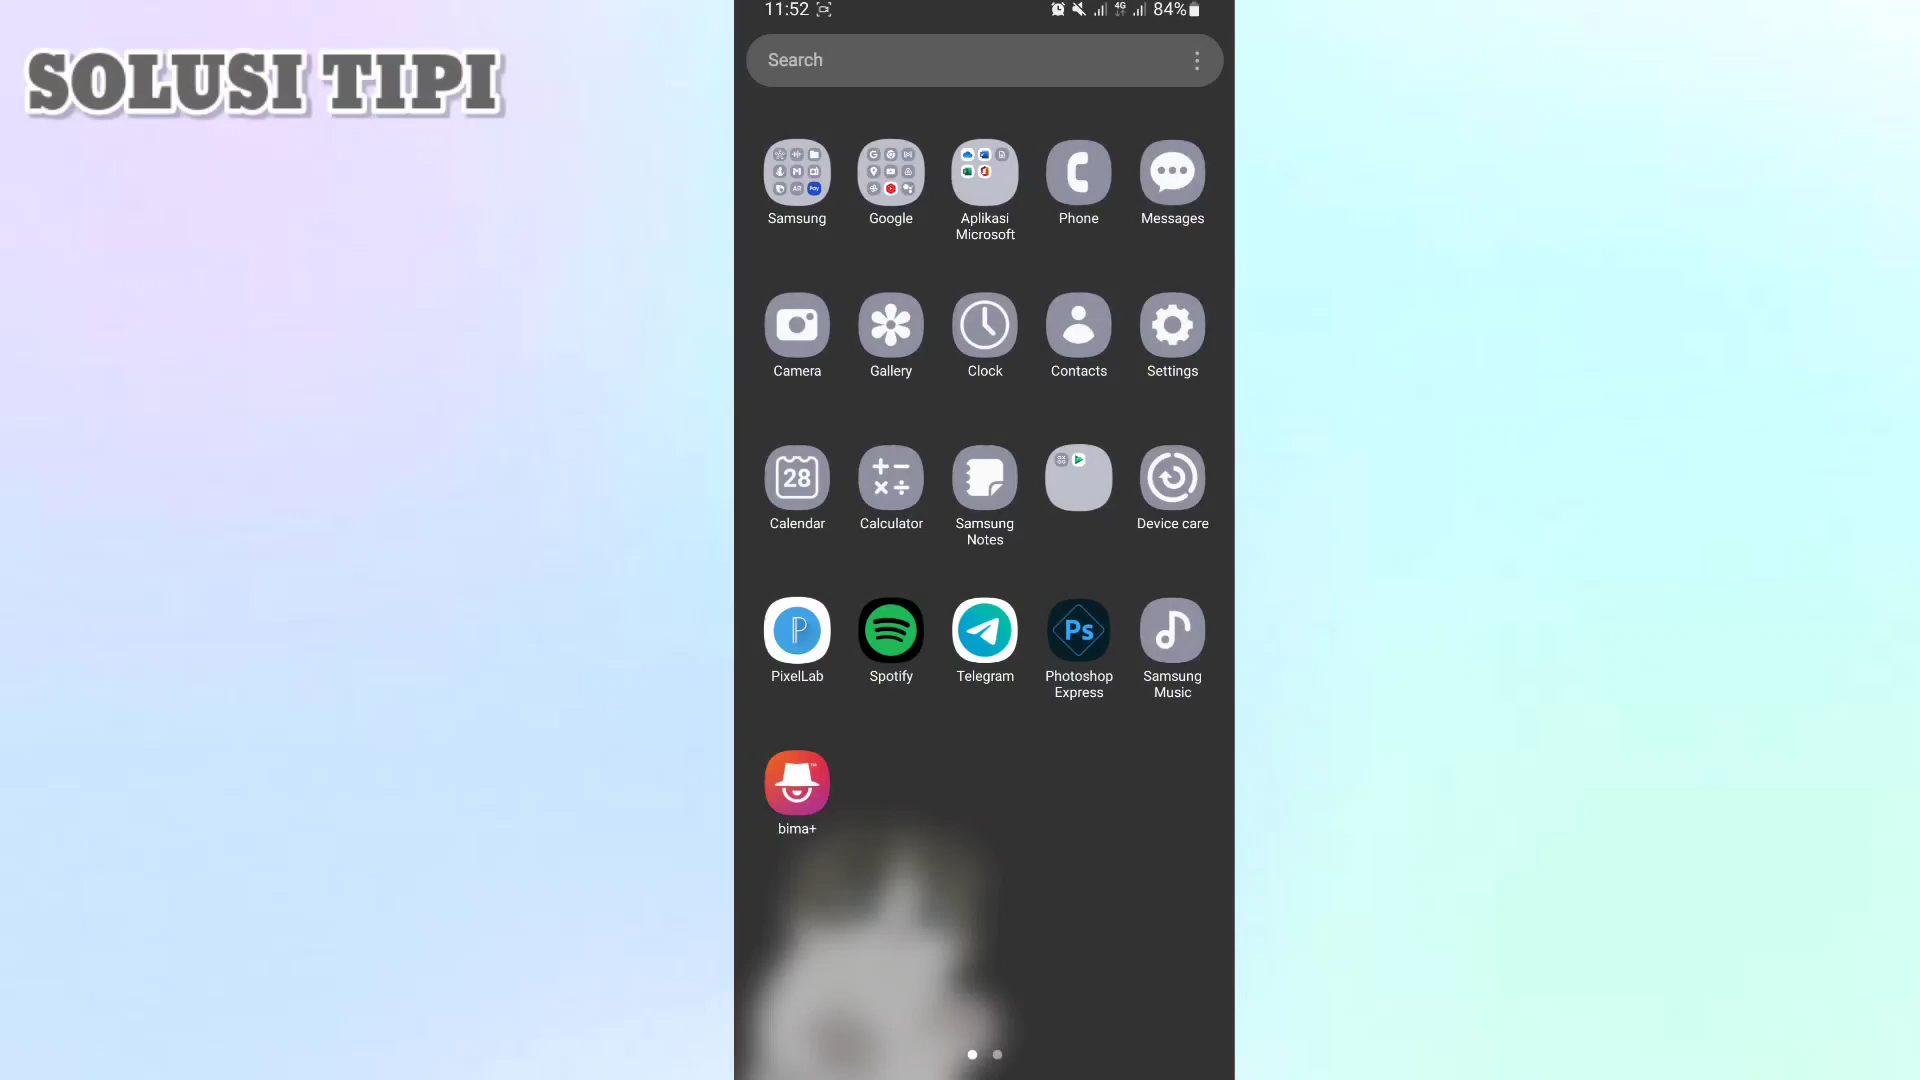 SOLUSI TIPI
11:52
4G
84%
Search
Samsung
Google
Aplikasi
Microsoft
Phone
Messages
Camera
Gallery
Clock
Contacts
Settings
28
Calendar
Calculator
Samsung
Notes
Device care
P
PixelLab
Spotify
Telegram
Ps
Photoshop
Express
Samsung
Music
bima+